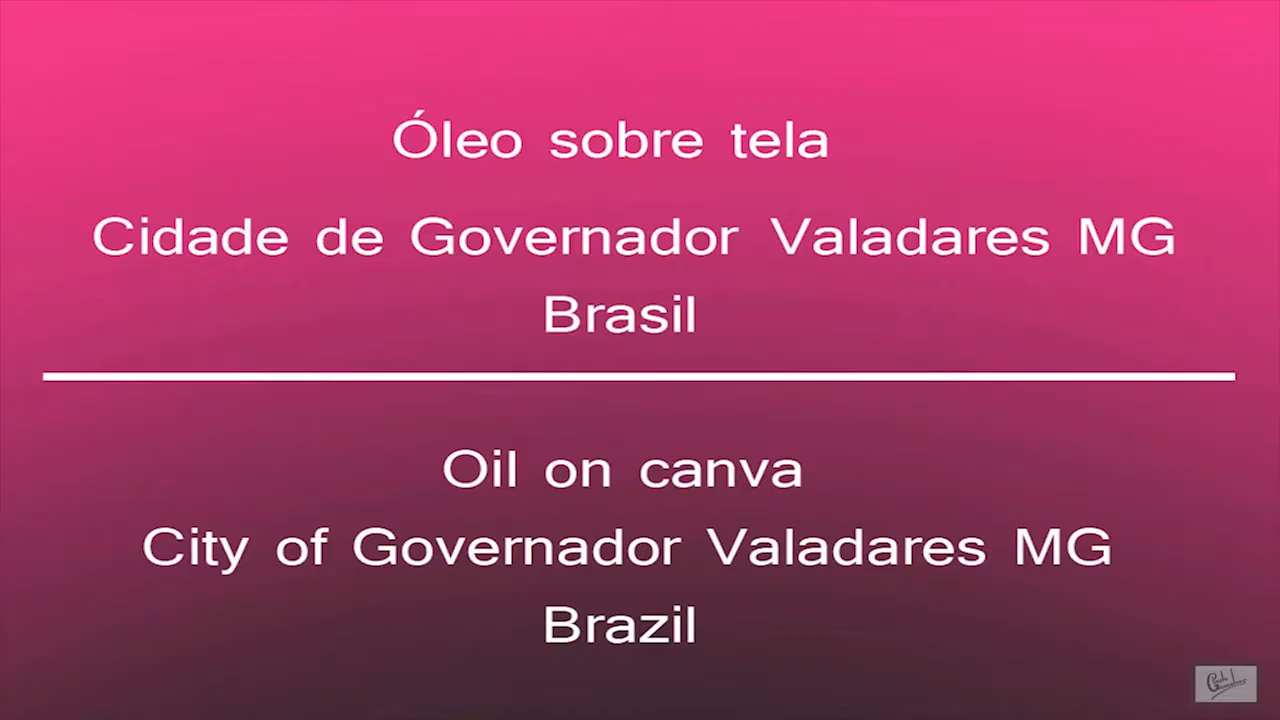 Óleo sobre tela
Cidade de Governador Valadares MG
Brasil
Oil on canva
City of Governador Valadares MG
Brazil